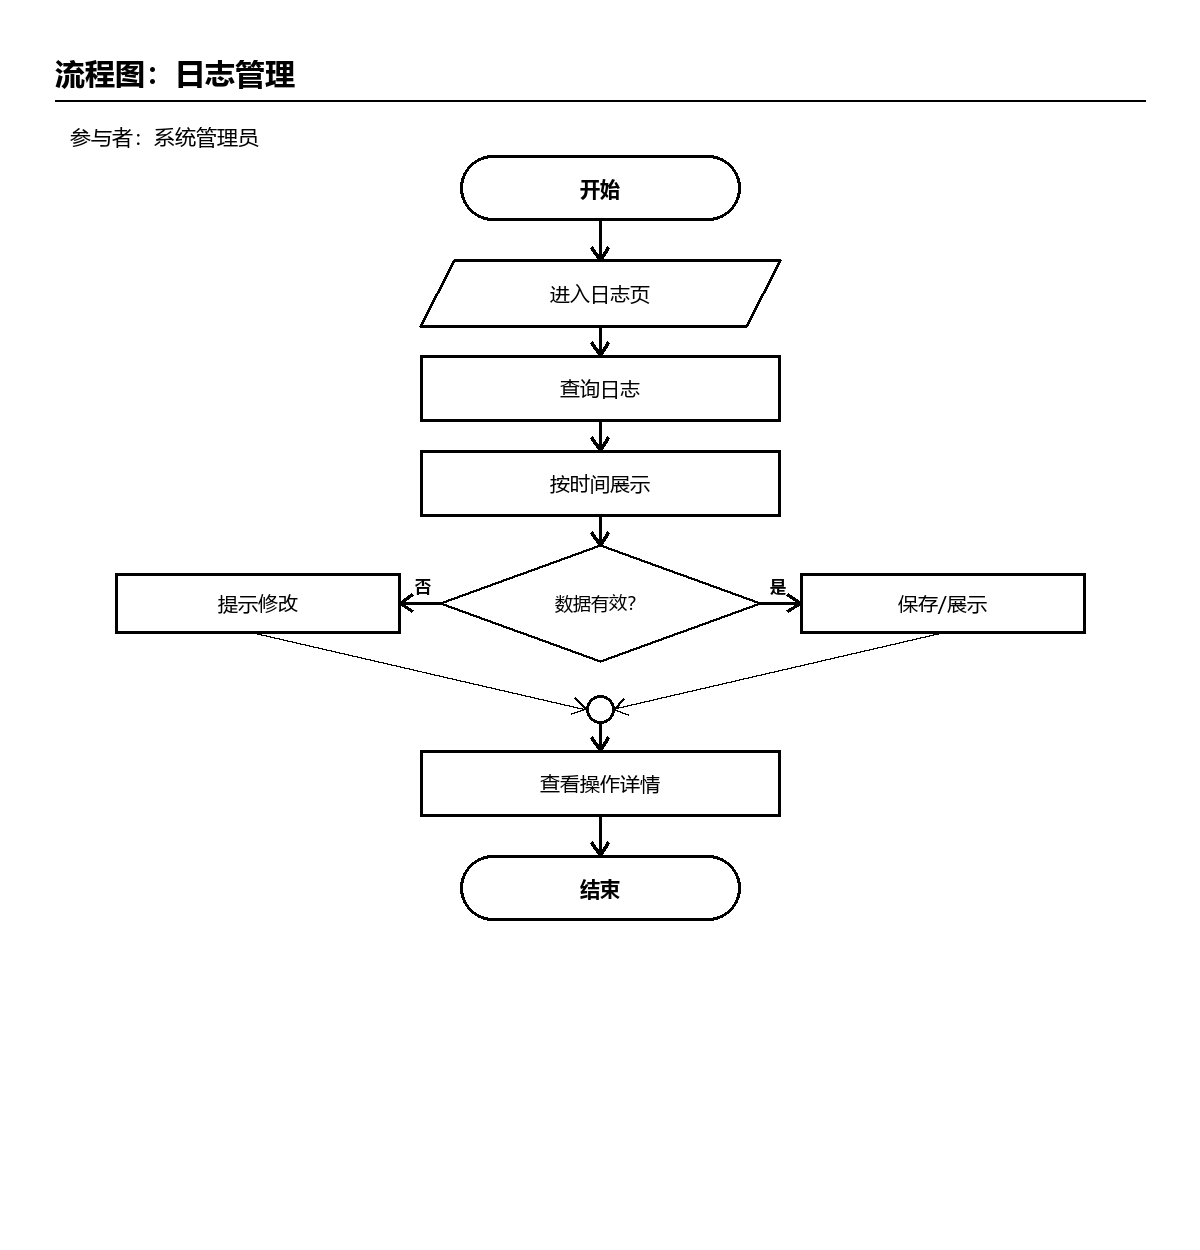 流程图：日志管理
参与者：系统管理员
开始
进入日志页
查询日志
按时间展示
否
是
提示修改
数据有效？
保存/展示
查看操作详情
结束